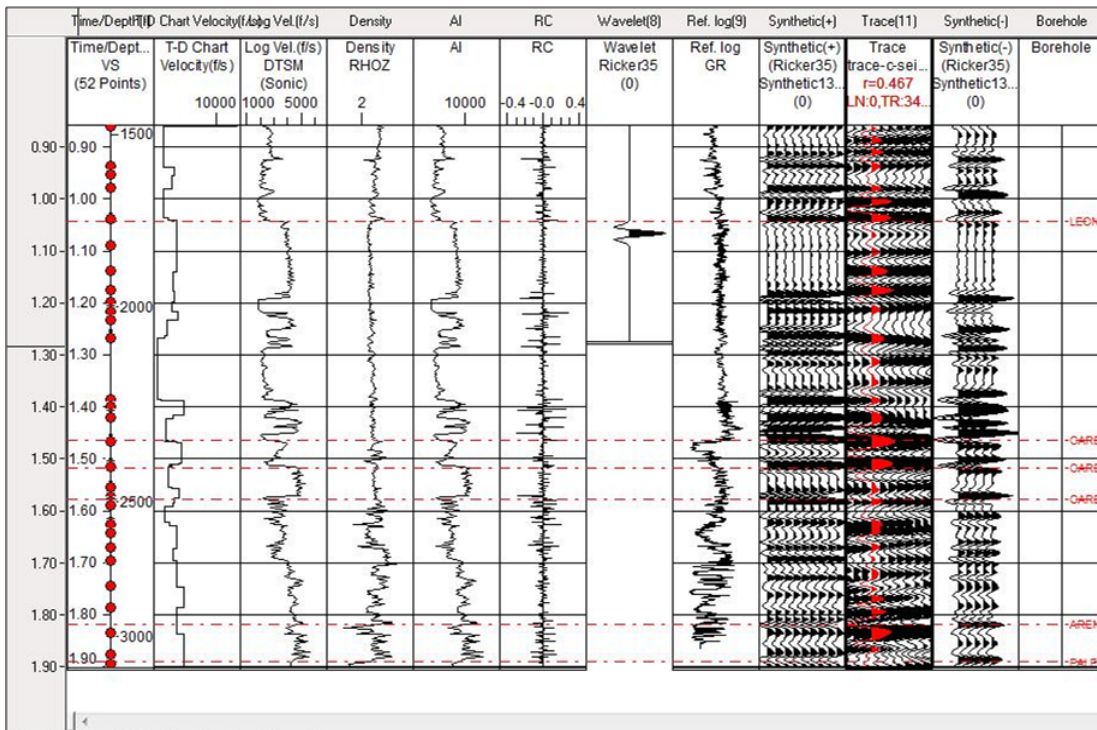 Time/Depth(f) T-D Chart Velocity(f/s) Log Vel.(f/s) Density AI RC Wavelet(8) Ref. log(9) Synthetic(+) Trace(11) Synthetic(-) Borehole
Time/Dept... T-D Chart Log Vel.(f/s) Density AI RC Wavelet Ref. log Synthetic(+) Trace Synthetic(-) Borehole
VS Velocity(f/s) DTSM RHOZ Ricker35 GR (Ricker35) trace-c-sei... (Ricker35)
(52 Points) (Sonic) (0) Synthetic13... r=0.467 Synthetic13...
10000 1000 5000 2 10000 -0.4 -0.0 0.4 (0) LN:0,TR:34... (0)
1500
0.90 0.90
1.00 1.00
LEON
1.10 1.10
1.20 1.20
2000
1.30 1.30
1.40 1.40
CARE
1.50 1.50
CARE
2500 CARE
1.60 1.60
1.70 1.70
1.80 1.80
AREN
3000
1.90 1.90